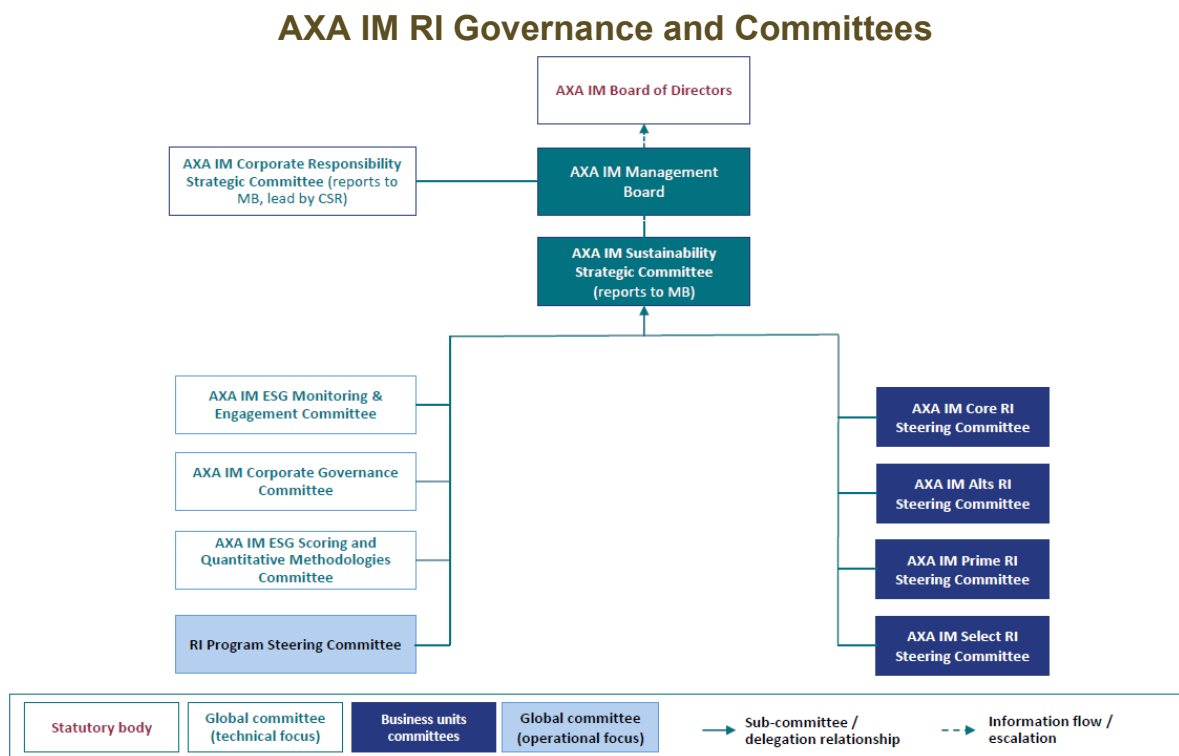 AXA IM RI Governance and Committees
AXA IM Board of Directors
AXA IM Corporate Responsibility
Strategic Committee (reports to
MB, lead by CSR)
AXA IM Management
Board
AXA IM Sustainability
Strategic Committee
(reports to MB)
AXA IM ESG Monitoring &
Engagement Committee
AXA IM Corporate Governance
Committee
AXA IM ESG Scoring and
Quantitative Methodologies
Committee
RI Program Steering Committee
AXA IM Core RI
Steering Committee
AXA IM Alts RI
Steering Committee
AXA IM Prime RI
Steering Committee
AXA IM Select RI
Steering Committee
Statutory body
Global committee
(technical focus)
Business units
committees
Global committee
(operational focus)
Sub-committee /
delegation relationship
Information flow /
escalation